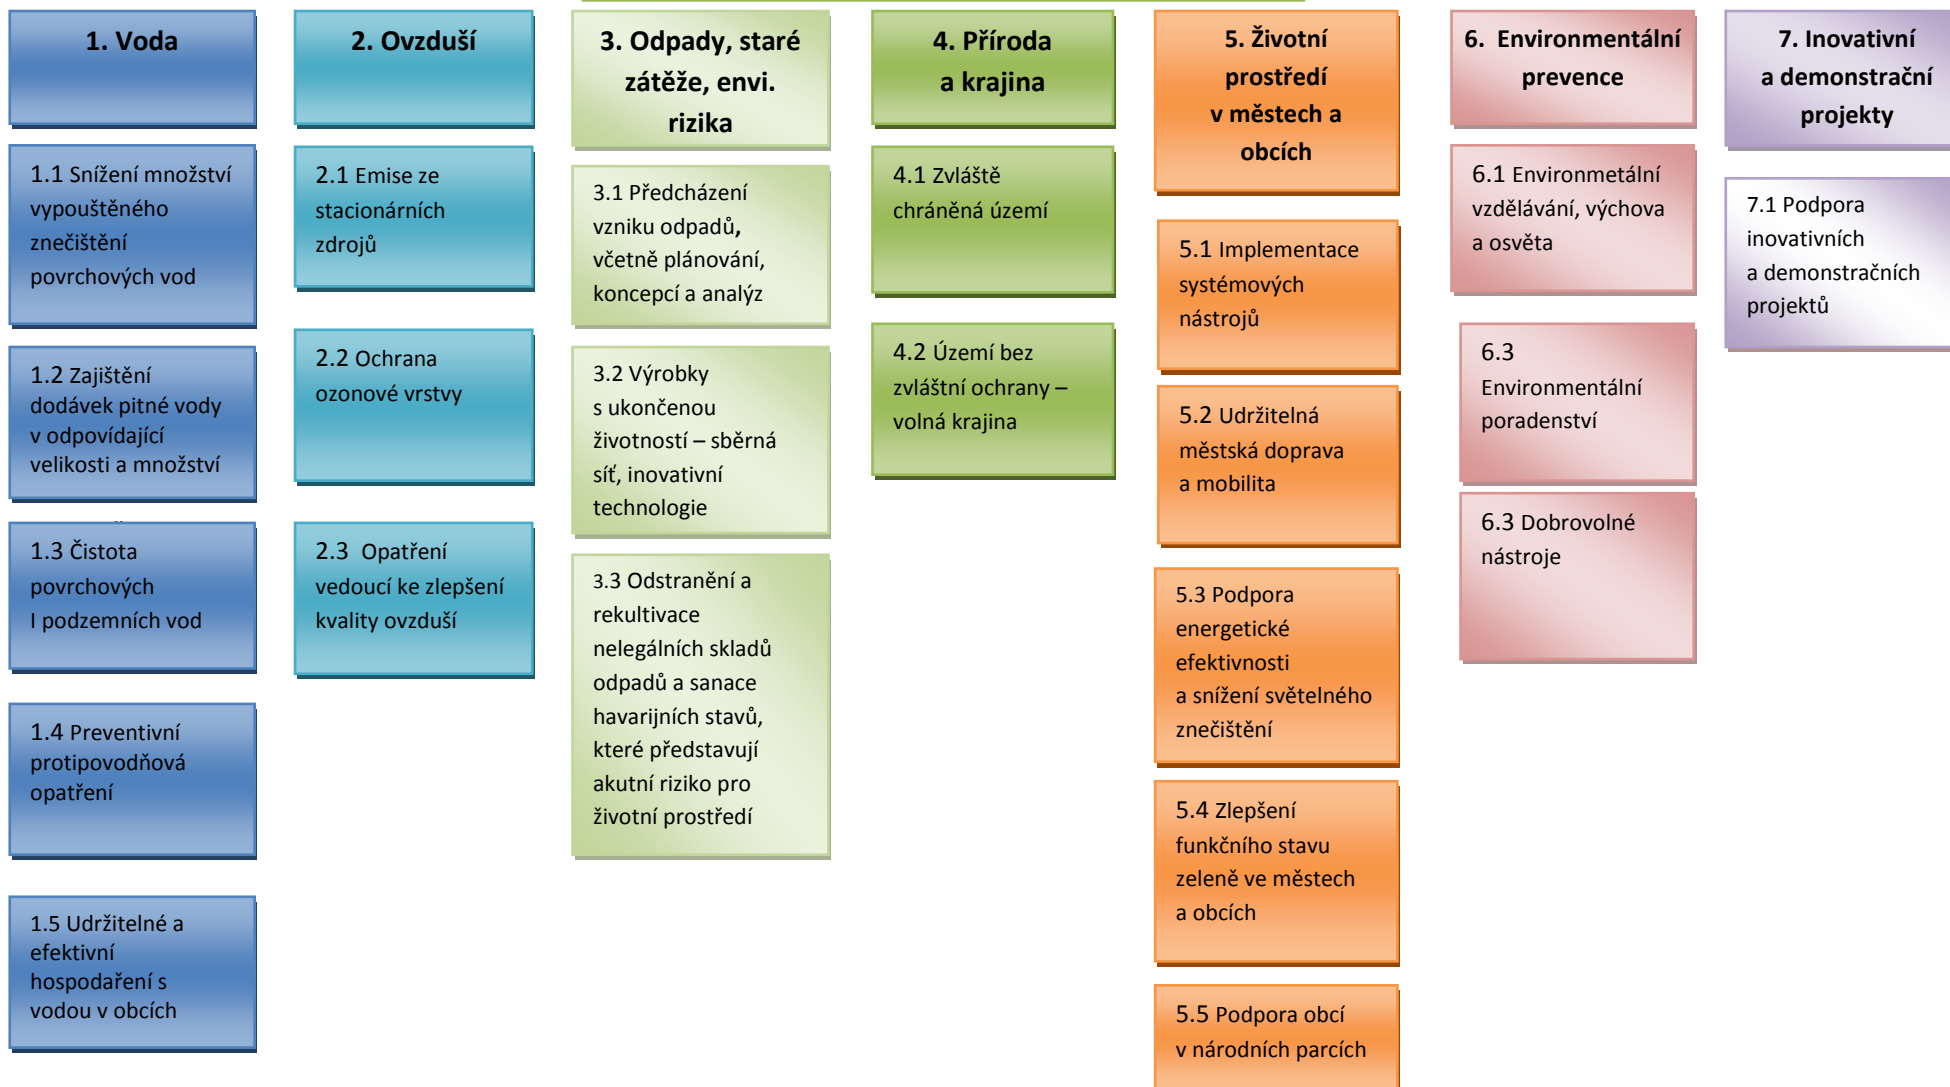 1. Voda
1.1 Snížení množství
vypouštěného
znečištění
povrchových vod
1.2 Zajištění
dodávek pitné vody
v odpovídající
velikosti a množství
1.3 Čistota
povrchových
I podzemních vod
1.4 Preventivní
protipovodňová
opatření
1.5 Udržitelné a
efektivní
hospodaření s
vodou v obcích
2. Ovzduší
2.1 Emise ze
stacionárních
zdrojů
2.2 Ochrana
ozonové vrstvy
2.3 Opatření
vedoucí ke zlepšení
kvality ovzduší
3. Odpady, staré
zátěže, envi.
rizika
3.1 Předcházení
vzniku odpadů,
včetně plánování,
koncepcí a analýz
3.2 Výrobky
s ukončenou
životností – sběrná
síť, inovativní
technologie
3.3 Odstranění a
rekultivace
nelegálních skladů
odpadů a sanace
havarijních stavů,
které představují
akutní riziko pro
životní prostředí
4. Příroda
a krajina
4.1 Zvláště
chráněná území
4.2 Území bez
zvláštní ochrany –
volná krajina
5. Životní
prostředí
v městech a
obcích
5.1 Implementace
systémových
nástrojů
5.2 Udržitelná
městská doprava
a mobilita
5.3 Podpora
energetické
efektivnosti
a snížení světelného
znečištění
5.4 Zlepšení
funkčního stavu
zeleně ve městech
a obcích
5.5 Podpora obcí
v národních parcích
6. Environmentální
prevence
6.1 Environmetální
vzdělávání, výchova
a osvěta
6.3
Environmentální
poradenství
6.3 Dobrovolné
nástroje
7. Inovativní
a demonstrační
projekty
7.1 Podpora
inovativních
a demonstračních
projektů